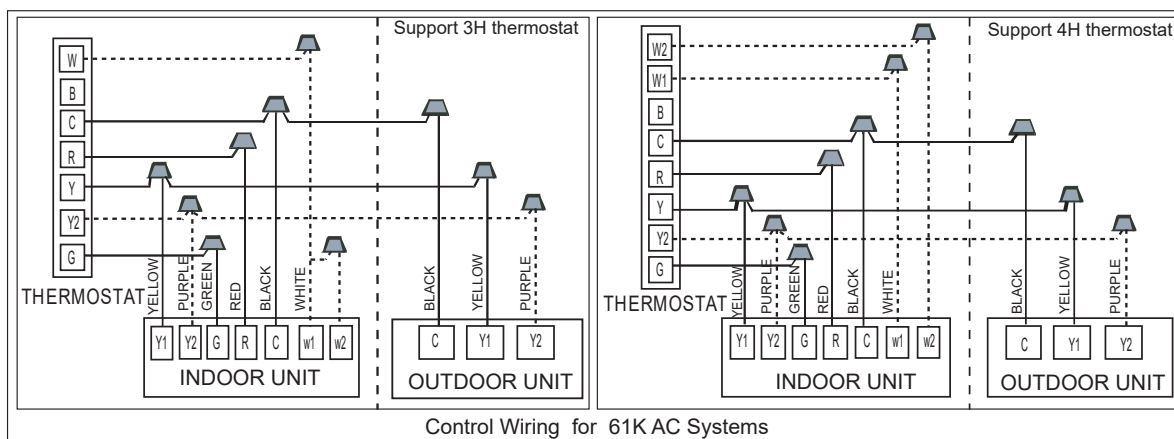 Support 3H thermostat
W
B
C
R
Y
Y2
G
THERMOSTAT
YELLOW
PURPLE
GREEN
RED
BLACK
WHITE
BLACK
YELLOW
PURPLE
Y1 Y2 G R C w1 w2
INDOOR UNIT
C Y1 Y2
OUTDOOR UNIT
Support 4H thermostat
W2
W1
B
C
R
Y
Y2
G
THERMOSTAT
YELLOW
PURPLE
GREEN
RED
BLACK
WHITE
BLACK
YELLOW
PURPLE
Y1 Y2 G R C w1 w2
INDOOR UNIT
C Y1 Y2
OUTDOOR UNIT
Control Wiring for 61K AC Systems